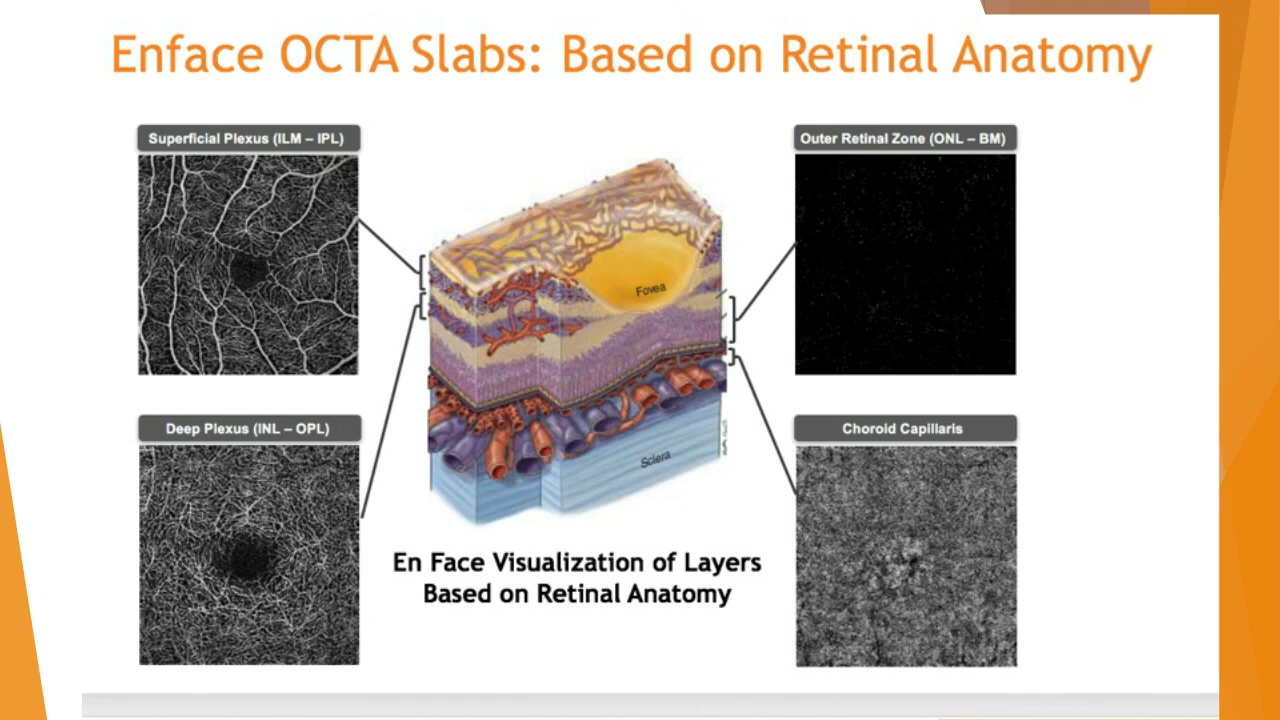 Enface OCTA Slabs: Based on Retinal Anatomy
Superficial Plexus (ILM – IPL)
Outer Retinal Zone (ONL – BM)
Fovea
Deep Plexus (INL – OPL)
Choroid Capillaris
Sclera
En Face Visualization of Layers
Based on Retinal Anatomy